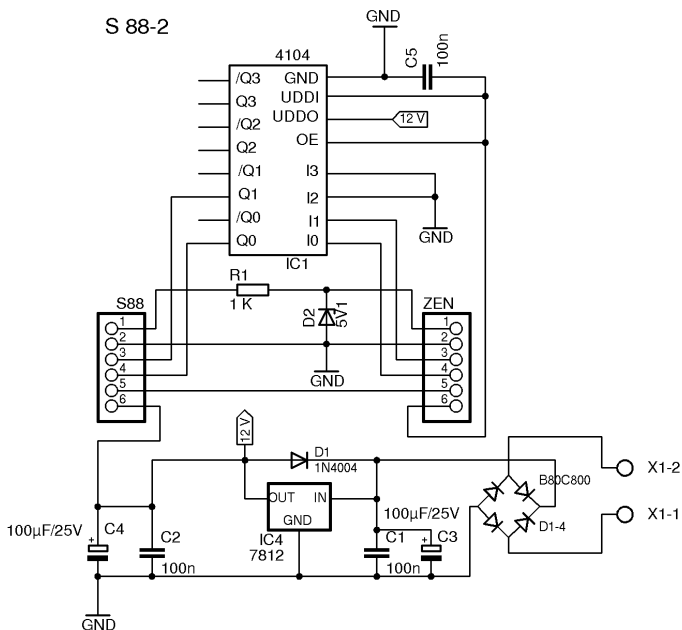 S 88-2
GND
4104
C5
100n
/Q3
GND
Q3
UDDI
/Q2
UDDO
12 V
Q2
OE
/Q1
I3
Q1
I2
/Q0
I1
GND
Q0
I0
IC1
R1
1 K
S88
ZEN
D2
5V1
1
2
3
4
5
6
1
2
3
4
5
6
GND
12 V
D1
1N4004
X1-2
B80C800
OUT
IN
GND
100µF/25V
X1-1
100µF/25V
C4
C2
IC4
7812
C1
C3
D1-4
+
+
100n
100n
GND